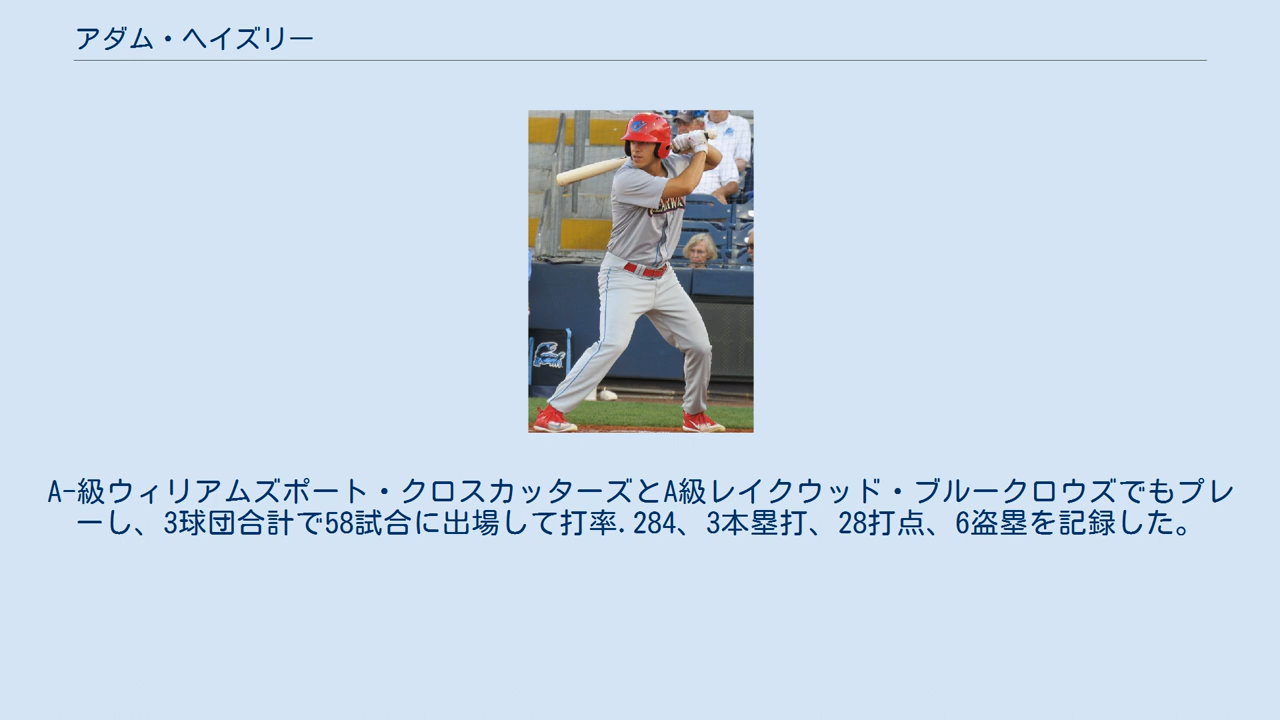 アダム・ヘイズリー
A-級ウィリアムズポート・クロスカッターズとA級レイクウッド・ブルークロウズでもプレ
ーし、3球団合計で58試合に出場して打率.284、3本塁打、28打点、6盗塁を記録した。